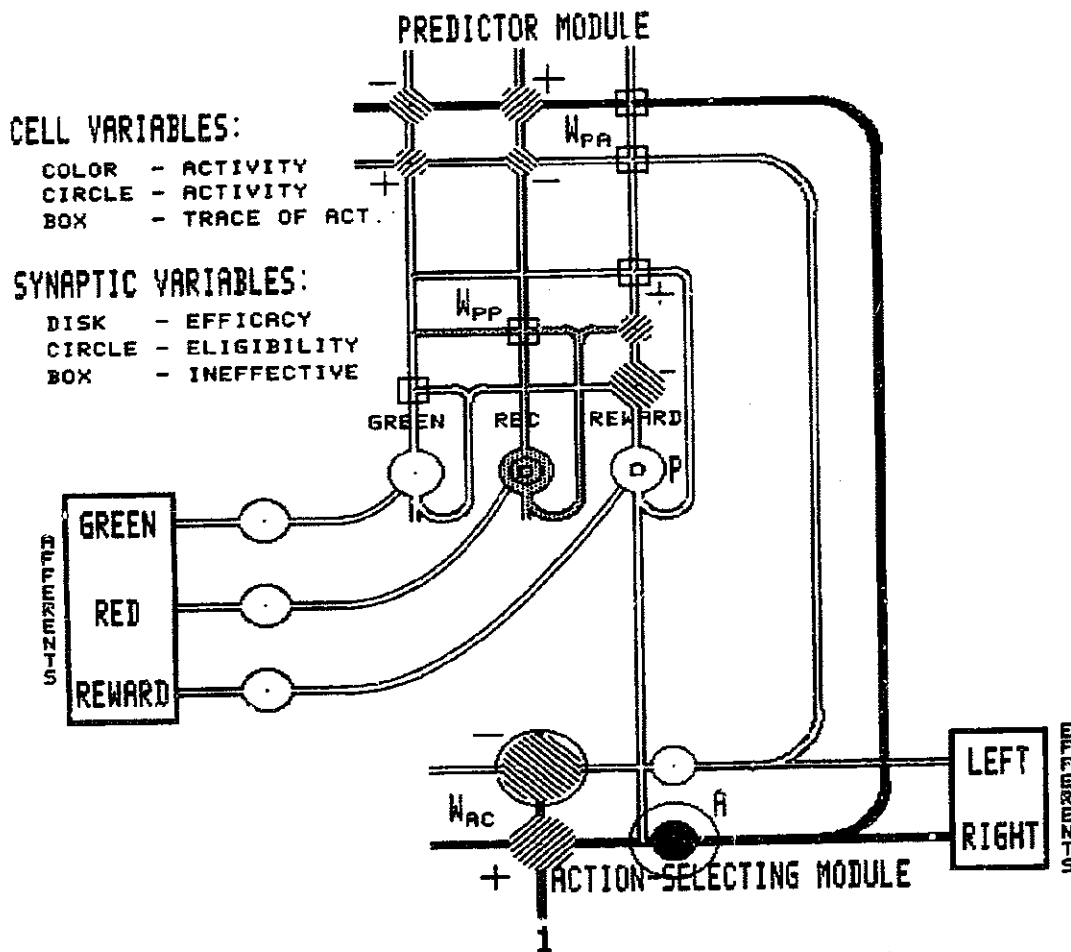 PREDICTOR MODULE
- +
CELL VARIABLES:
COLOR - ACTIVITY
CIRCLE - ACTIVITY
BOX - TRACE OF ACT.
W_PA
+ -
SYNAPTIC VARIABLES:
DISK - EFFICACY
CIRCLE - ELIGIBILITY
BOX - INEFFECTIVE
+
W_PP
-
GREEN RED REWARD
P
AFFERENTS
GREEN
RED
REWARD
-
W_AC
A
LEFT
RIGHT
EFFERENTS
+ ACTION-SELECTING MODULE
1